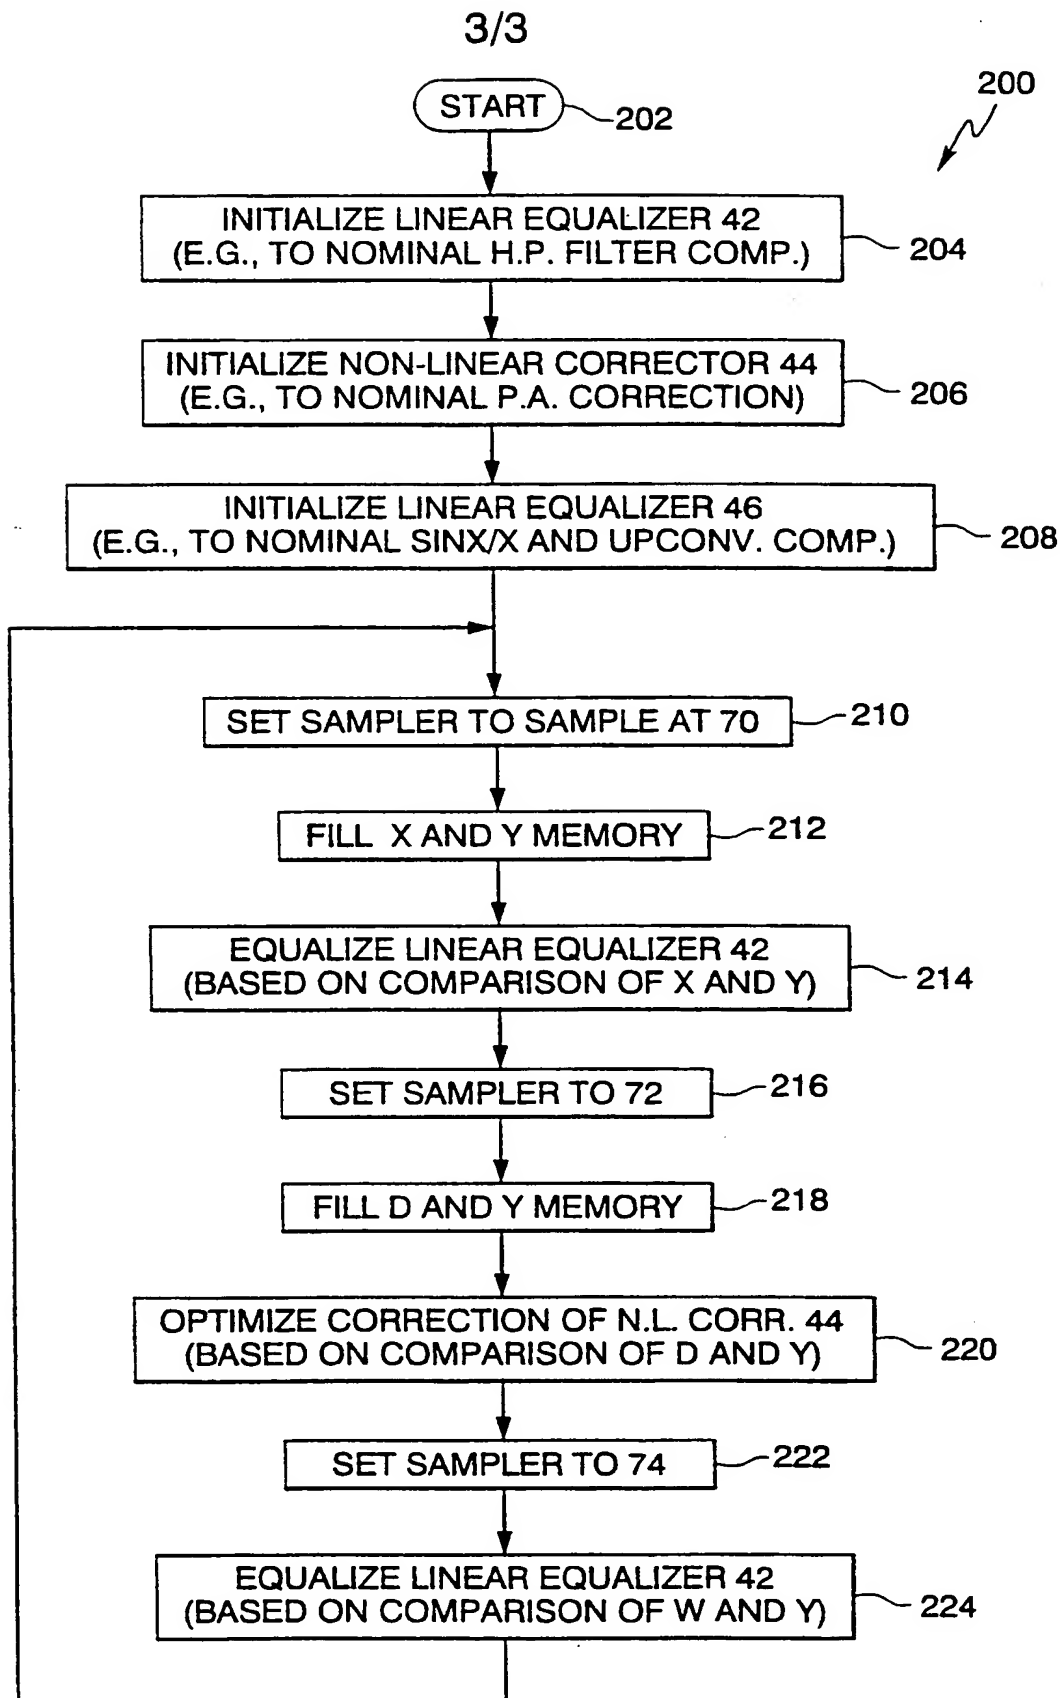 3/3
200
START
202
INITIALIZE LINEAR EQUALIZER 42
(E.G., TO NOMINAL H.P. FILTER COMP.)
204
INITIALIZE NON-LINEAR CORRECTOR 44
(E.G., TO NOMINAL P.A. CORRECTION)
206
INITIALIZE LINEAR EQUALIZER 46
(E.G., TO NOMINAL SINX/X AND UPCONV. COMP.)
208
SET SAMPLER TO SAMPLE AT 70
210
FILL X AND Y MEMORY
212
EQUALIZE LINEAR EQUALIZER 42
(BASED ON COMPARISON OF X AND Y)
214
SET SAMPLER TO 72
216
FILL D AND Y MEMORY
218
OPTIMIZE CORRECTION OF N.L. CORR. 44
(BASED ON COMPARISON OF D AND Y)
220
SET SAMPLER TO 74
222
EQUALIZE LINEAR EQUALIZER 42
(BASED ON COMPARISON OF W AND Y)
224